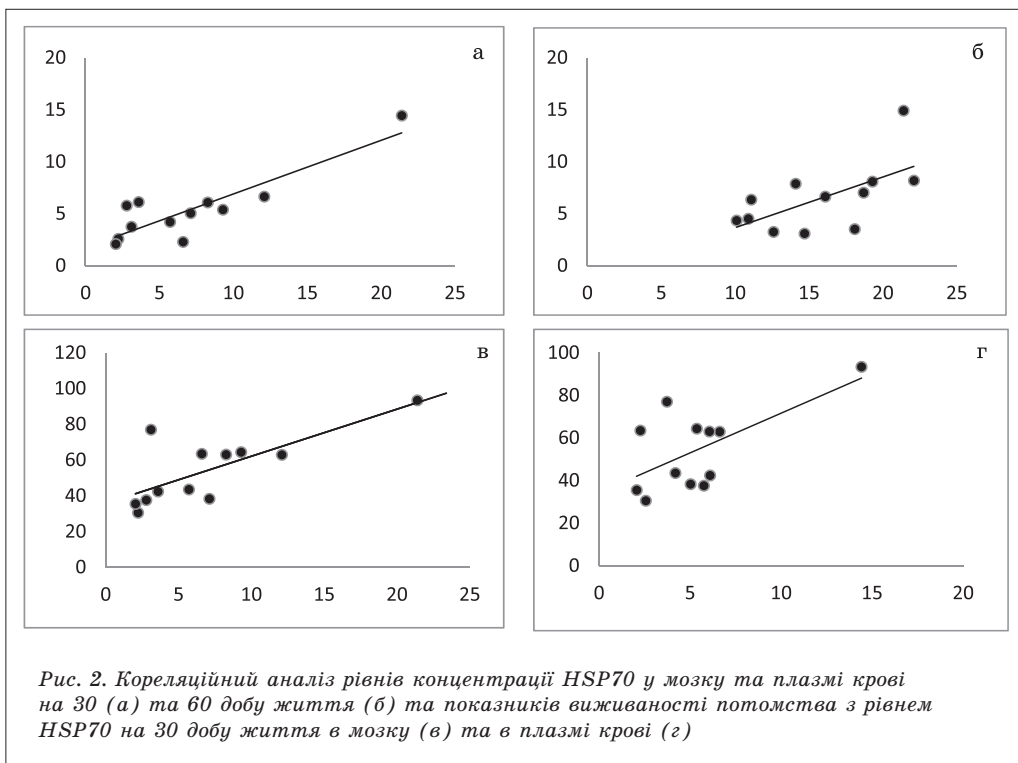 а
20
15
10
5
0
0 5 10 15 20 25
б
20
15
10
5
0
0 5 10 15 20 25
в
120
100
80
60
40
20
0
0 5 10 15 20 25
г
100
80
60
40
20
0
0 5 10 15 20
Рис. 2. Кореляційний аналіз рівнів концентрації HSP70 у мозку та плазмі крові
на 30 (а) та 60 добу життя (б) та показників виживаності потомства з рівнем
HSP70 на 30 добу життя в мозку (в) та в плазмі крові (г)